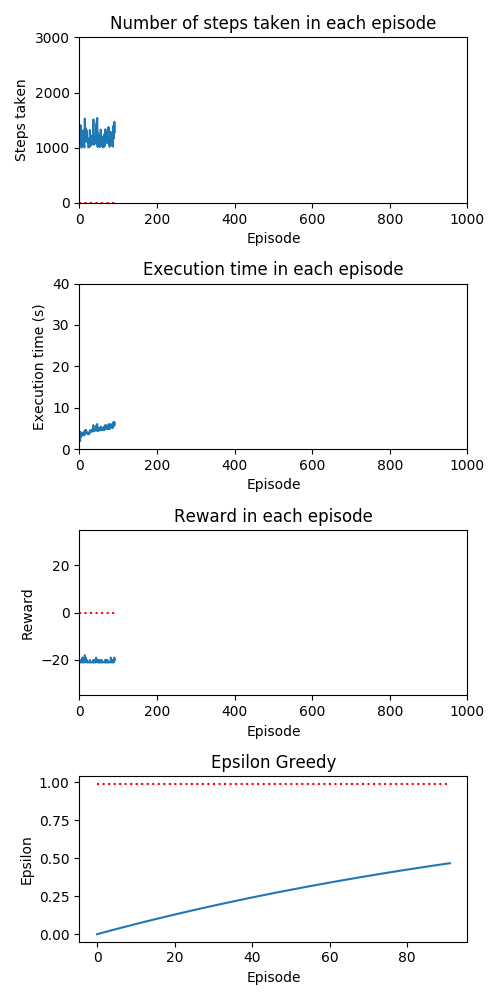 Number of steps taken in each episode
3000
2000
1000
0
Steps taken
0 200 400 600 800 1000
Episode
Execution time in each episode
40
30
20
10
0
Execution time (s)
0 200 400 600 800 1000
Episode
Reward in each episode
20
0
−20
Reward
0 200 400 600 800 1000
Episode
Epsilon Greedy
1.00
0.75
0.50
0.25
0.00
Epsilon
0 20 40 60 80
Episode